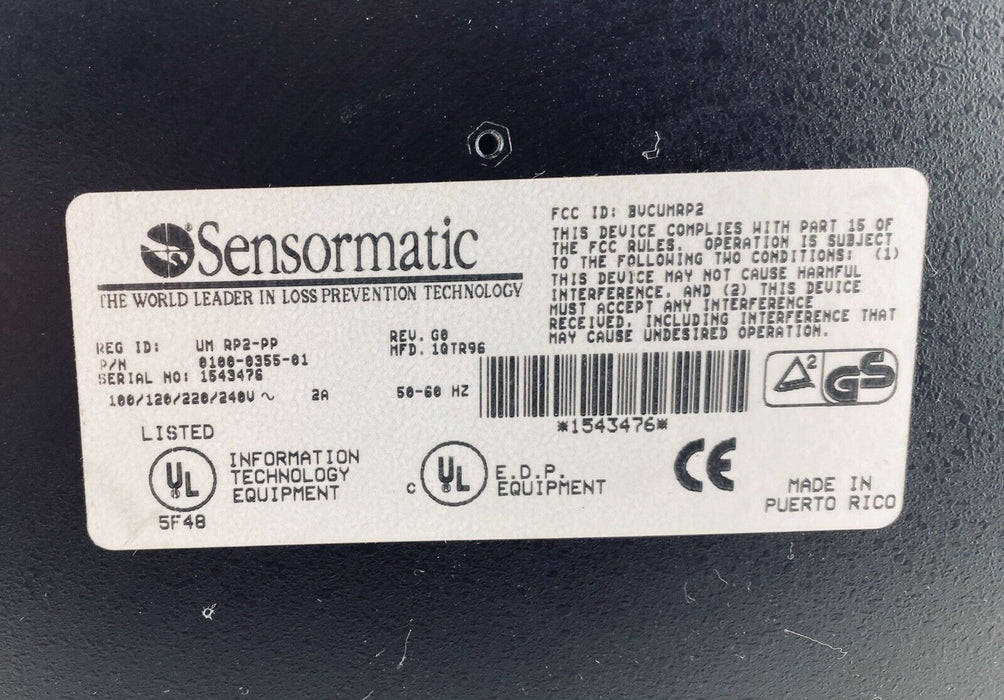 Sensormatic®
THE WORLD LEADER IN LOSS PREVENTION TECHNOLOGY
FCC ID: BVCUMRP2
THIS DEVICE COMPLIES WITH PART 15 OF
THE FCC RULES. OPERATION IS SUBJECT
TO THE FOLLOWING TWO CONDITIONS: (1)
THIS DEVICE MAY NOT CAUSE HARMFUL
INTERFERENCE, AND (2) THIS DEVICE
MUST ACCEPT ANY INTERFERENCE
RECEIVED, INCLUDING INTERFERENCE THAT
MAY CAUSE UNDESIRED OPERATION.
REG ID: UM RP2-PP REV. G0
P/N 0100-0355-01 MFD. 1QTR96
SERIAL NO: 1543476
100/120/220/240V ~ 2A 50-60 HZ
*1543476*
2 GS
LISTED
UL
INFORMATION
TECHNOLOGY
EQUIPMENT
5F48
c UL
E.D.P.
EQUIPMENT
CE
MADE IN
PUERTO RICO